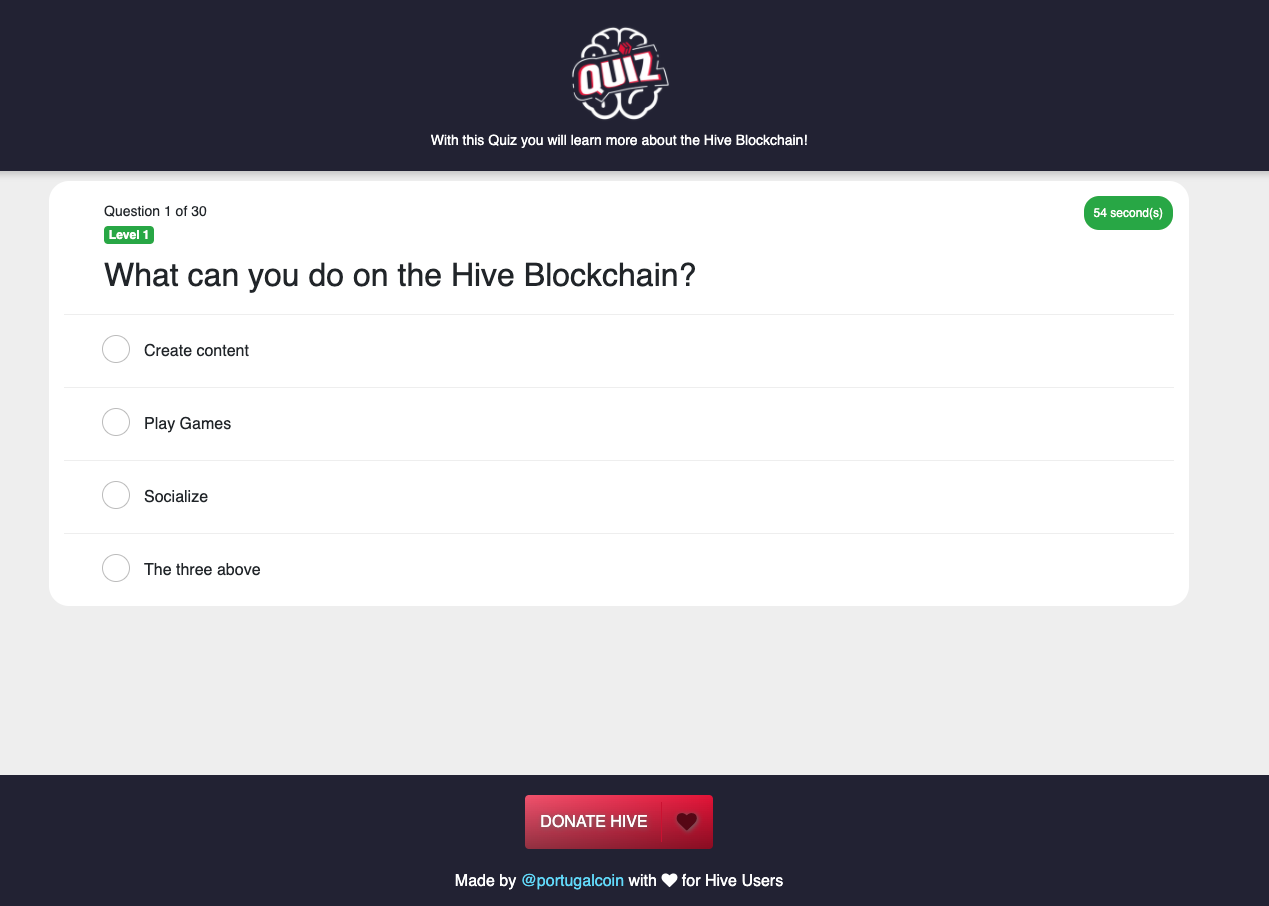 QUIZ
With this Quiz you will learn more about the Hive Blockchain!
Question 1 of 30
54 second(s)
Level 1
What can you do on the Hive Blockchain?
Create content
Play Games
Socialize
The three above
DONATE HIVE
Made by @portugalcoin with for Hive Users